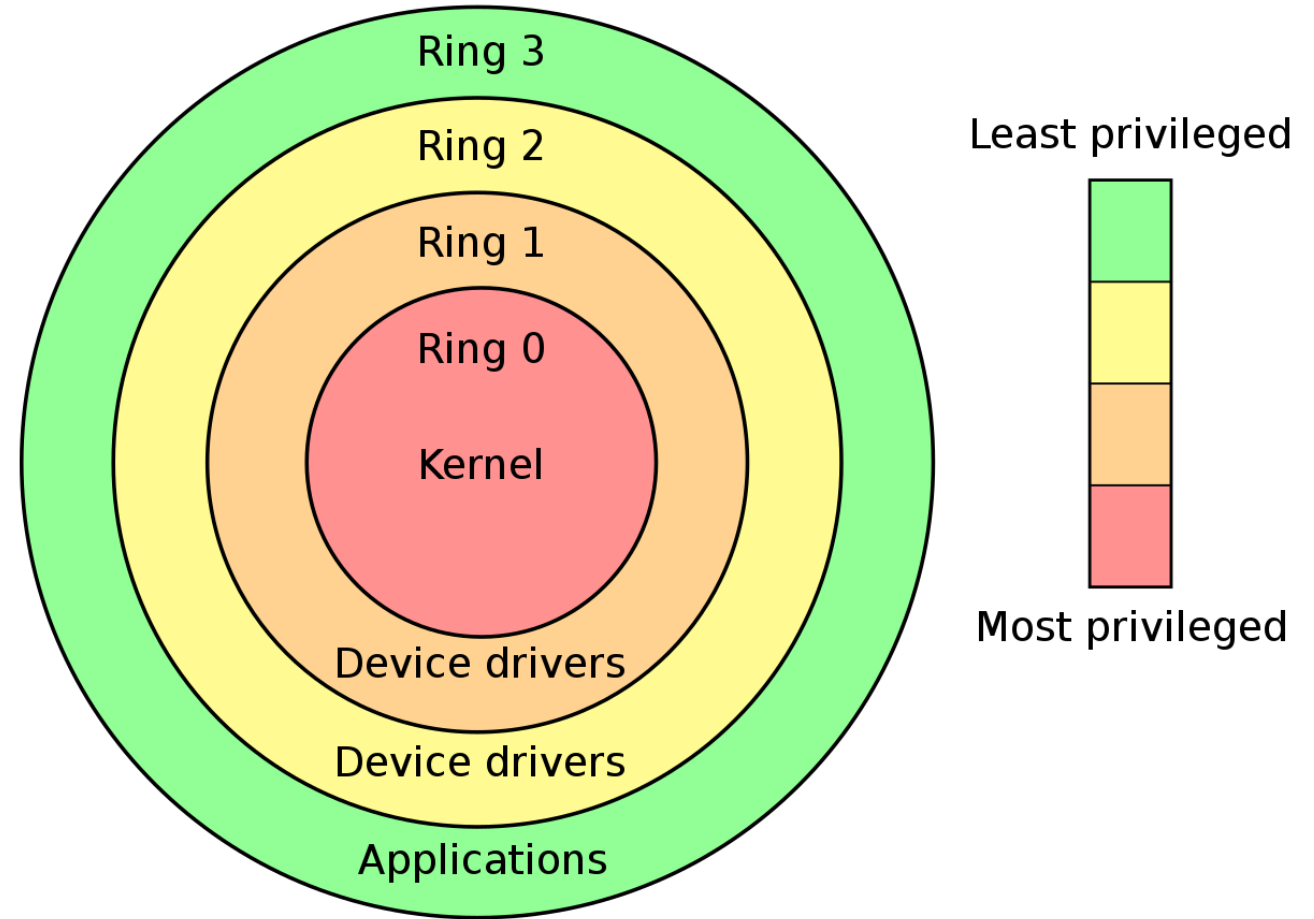 Ring 3
Ring 2
Ring 1
Ring 0
Kernel
Device drivers
Device drivers
Applications
Least privileged
Most privileged